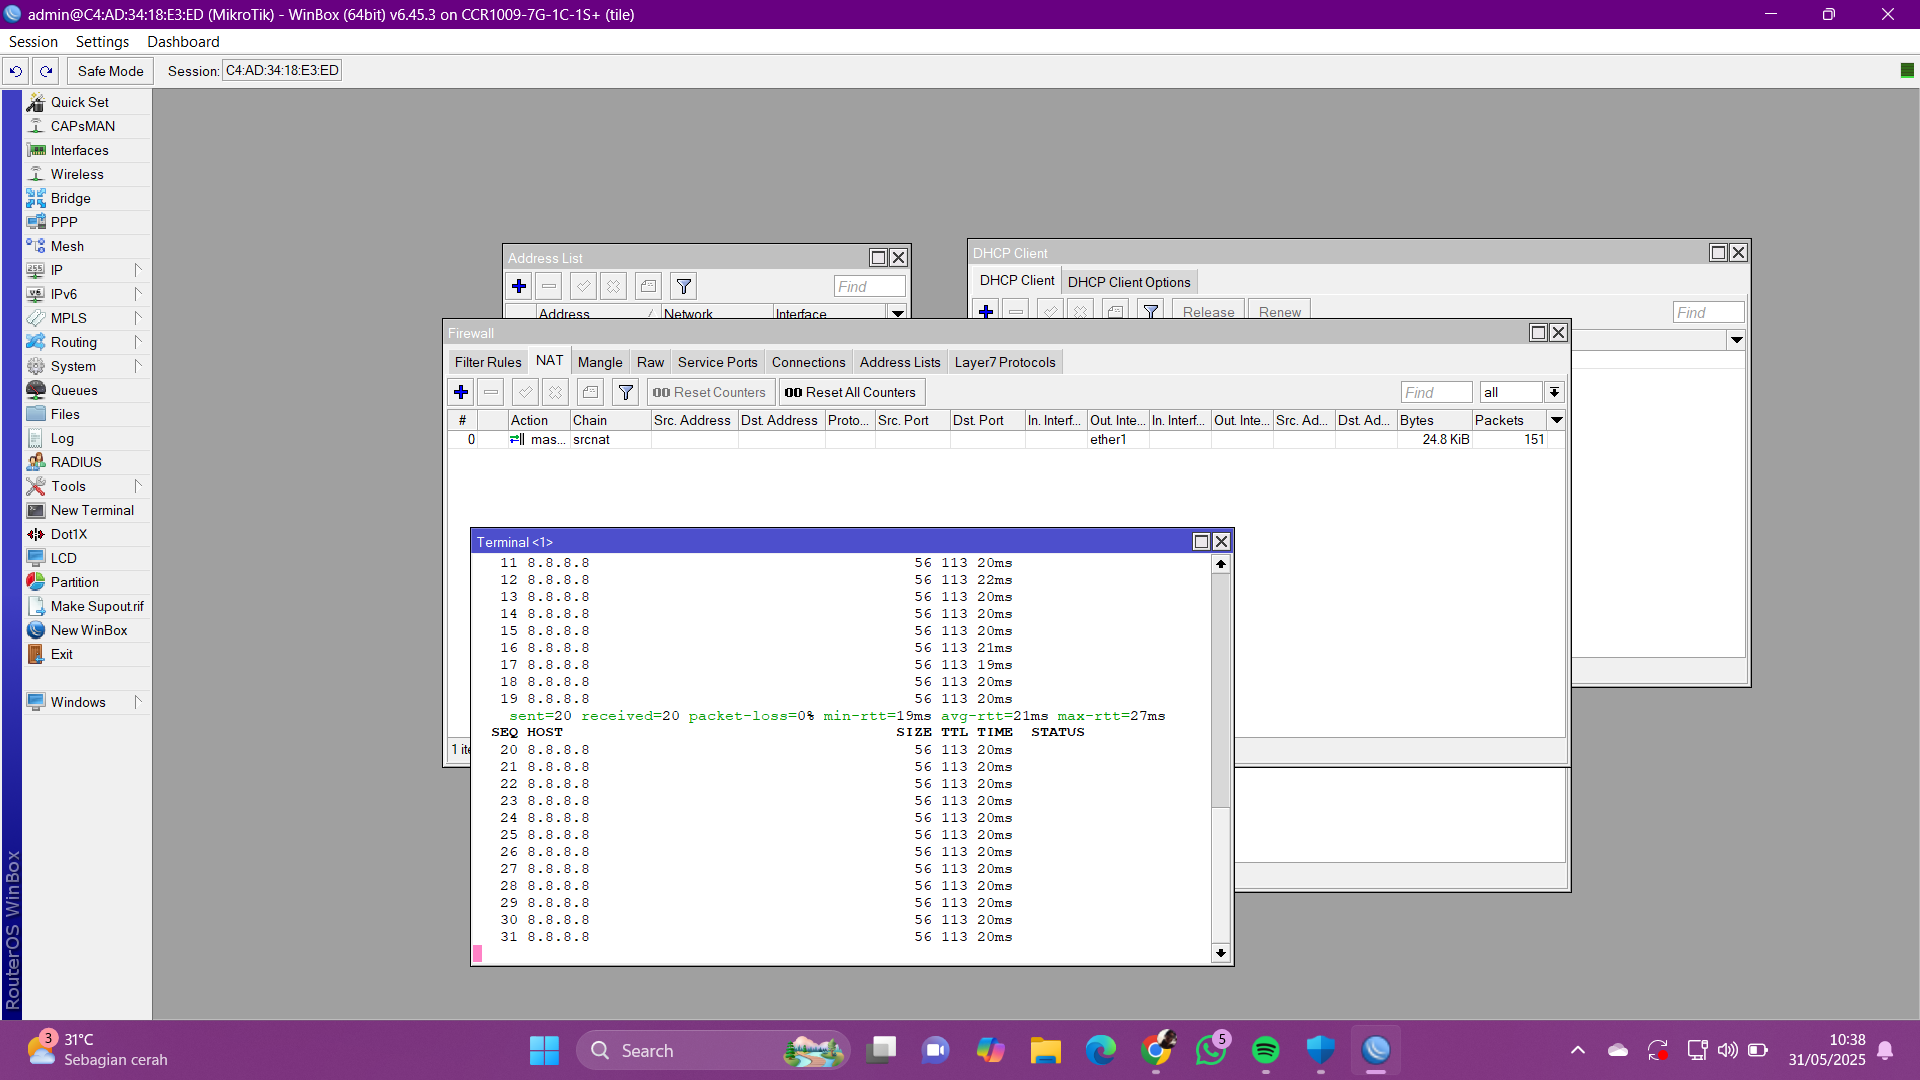 admin@C4:AD:34:18:E3:ED (MikroTik) - WinBox (64bit) v6.45.3 on CCR1009-7G-1C-1S+ (tile)
Session Settings Dashboard
Safe Mode Session: C4:AD:34:18:E3:ED
Quick Set
CAPsMAN
Interfaces
Wireless
Bridge
PPP
Mesh
IP
IPv6
MPLS
Routing
System
Queues
Files
Log
RADIUS
Tools
New Terminal
Dot1X
LCD
Partition
Make Supout.rif
New WinBox
Exit
Windows
RouterOS WinBox
Address List
Find
Address Network Interface
DHCP Client
DHCP Client DHCP Client Options
Release Renew Find
Firewall
Filter Rules NAT Mangle Raw Service Ports Connections Address Lists Layer7 Protocols
Reset Counters Reset All Counters Find all
# Action Chain Src. Address Dst. Address Proto... Src. Port Dst. Port In. Interf... Out. Inte... In. Interf... Out. Inte... Src. Ad... Dst. Ad... Bytes Packets
0 mas... srcnat ether1 24.8 KiB 151
1 ite
Terminal <1>
11 8.8.8.8 56 113 20ms
12 8.8.8.8 56 113 22ms
13 8.8.8.8 56 113 20ms
14 8.8.8.8 56 113 20ms
15 8.8.8.8 56 113 20ms
16 8.8.8.8 56 113 21ms
17 8.8.8.8 56 113 19ms
18 8.8.8.8 56 113 20ms
19 8.8.8.8 56 113 20ms
sent=20 received=20 packet-loss=0% min-rtt=19ms avg-rtt=21ms max-rtt=27ms
SEQ HOST SIZE TTL TIME STATUS
20 8.8.8.8 56 113 20ms
21 8.8.8.8 56 113 20ms
22 8.8.8.8 56 113 20ms
23 8.8.8.8 56 113 20ms
24 8.8.8.8 56 113 20ms
25 8.8.8.8 56 113 20ms
26 8.8.8.8 56 113 20ms
27 8.8.8.8 56 113 20ms
28 8.8.8.8 56 113 20ms
29 8.8.8.8 56 113 20ms
30 8.8.8.8 56 113 20ms
31 8.8.8.8 56 113 20ms
3
31°C
Sebagian cerah
Search
5
10:38
31/05/2025